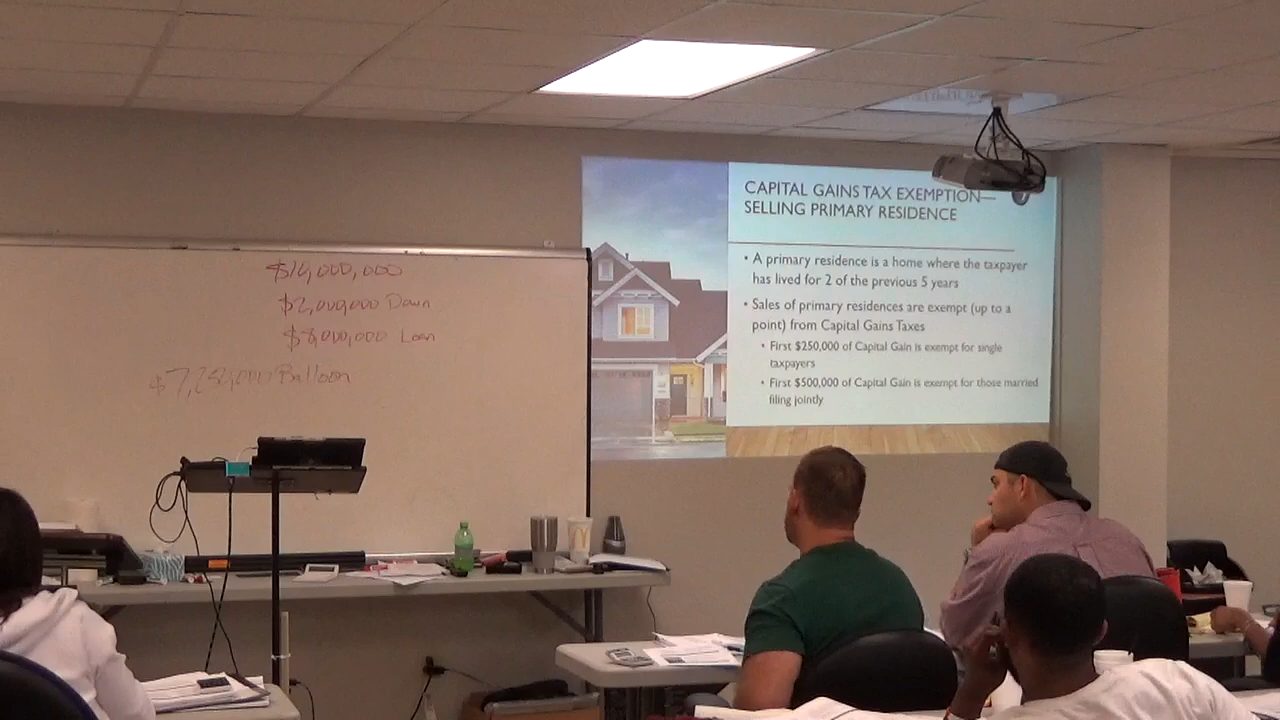 $10,000,000
$2,000,000 Down
$8,000,000 Loan
Balloon
CAPITAL GAINS TAX EXEMPTION—
SELLING PRIMARY RESIDENCE
• A primary residence is a home where the taxpayer
has lived for 2 of the previous 5 years
• Sales of primary residences are exempt (up to a
point) from Capital Gains Taxes
• First $250,000 of Capital Gain is exempt for single
taxpayers
• First $500,000 of Capital Gain is exempt for those married
filing jointly